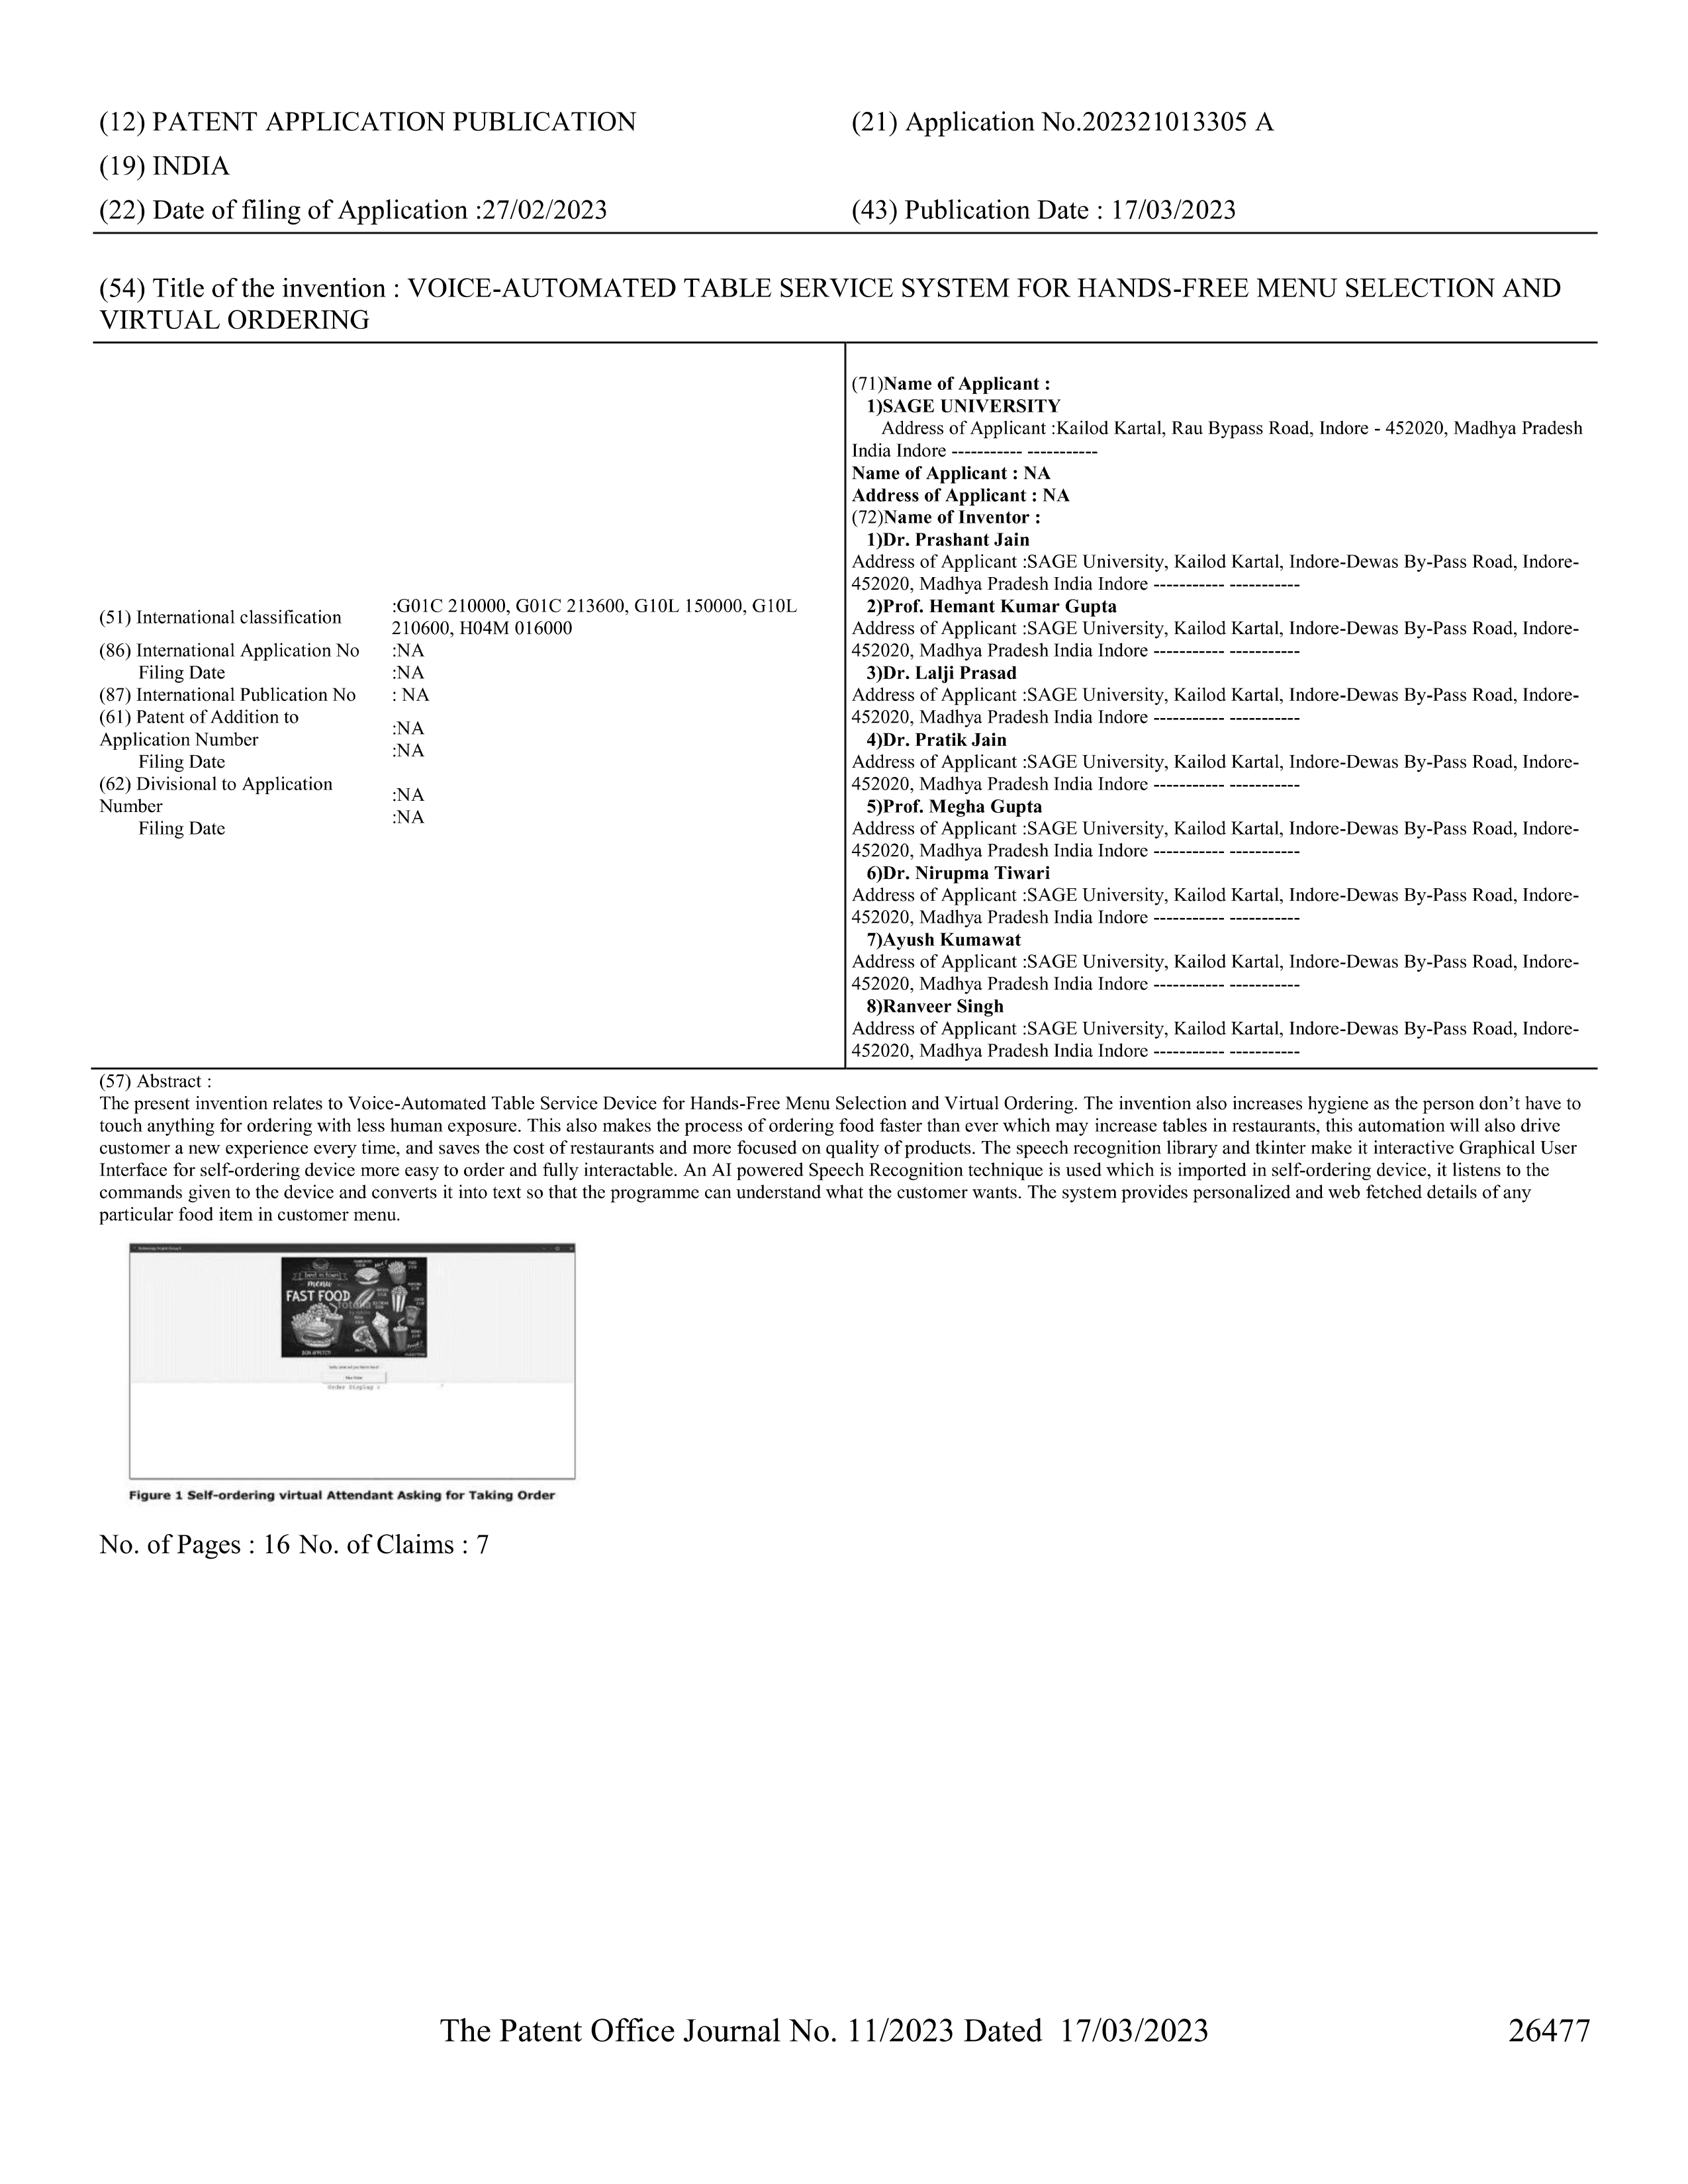 (12) PATENT APPLICATION PUBLICATION
(21) Application No.202321013305 A
(19) INDIA
(22) Date of filing of Application :27/02/2023
(43) Publication Date : 17/03/2023
(54) Title of the invention : VOICE-AUTOMATED TABLE SERVICE SYSTEM FOR HANDS-FREE MENU SELECTION AND
VIRTUAL ORDERING
(51) International classification
:G01C 210000, G01C 213600, G10L 150000, G10L
210600, H04M 016000
(86) International Application No :NA
Filing Date :NA
(87) International Publication No : NA
(61) Patent of Addition to
Application Number :NA
Filing Date :NA
(62) Divisional to Application
Number :NA
Filing Date :NA
(71)Name of Applicant :
1)SAGE UNIVERSITY
Address of Applicant :Kailod Kartal, Rau Bypass Road, Indore - 452020, Madhya Pradesh
India Indore ----------- -----------
Name of Applicant : NA
Address of Applicant : NA
(72)Name of Inventor :
1)Dr. Prashant Jain
Address of Applicant :SAGE University, Kailod Kartal, Indore-Dewas By-Pass Road, Indore-
452020, Madhya Pradesh India Indore ----------- -----------
2)Prof. Hemant Kumar Gupta
Address of Applicant :SAGE University, Kailod Kartal, Indore-Dewas By-Pass Road, Indore-
452020, Madhya Pradesh India Indore ----------- -----------
3)Dr. Lalji Prasad
Address of Applicant :SAGE University, Kailod Kartal, Indore-Dewas By-Pass Road, Indore-
452020, Madhya Pradesh India Indore ----------- -----------
4)Dr. Pratik Jain
Address of Applicant :SAGE University, Kailod Kartal, Indore-Dewas By-Pass Road, Indore-
452020, Madhya Pradesh India Indore ----------- -----------
5)Prof. Megha Gupta
Address of Applicant :SAGE University, Kailod Kartal, Indore-Dewas By-Pass Road, Indore-
452020, Madhya Pradesh India Indore ----------- -----------
6)Dr. Nirupma Tiwari
Address of Applicant :SAGE University, Kailod Kartal, Indore-Dewas By-Pass Road, Indore-
452020, Madhya Pradesh India Indore ----------- -----------
7)Ayush Kumawat
Address of Applicant :SAGE University, Kailod Kartal, Indore-Dewas By-Pass Road, Indore-
452020, Madhya Pradesh India Indore ----------- -----------
8)Ranveer Singh
Address of Applicant :SAGE University, Kailod Kartal, Indore-Dewas By-Pass Road, Indore-
452020, Madhya Pradesh India Indore ----------- -----------
(57) Abstract :
The present invention relates to Voice-Automated Table Service Device for Hands-Free Menu Selection and Virtual Ordering. The invention also increases hygiene as the person don’t have to
touch anything for ordering with less human exposure. This also makes the process of ordering food faster than ever which may increase tables in restaurants, this automation will also drive
customer a new experience every time, and saves the cost of restaurants and more focused on quality of products. The speech recognition library and tkinter make it interactive Graphical User
Interface for self-ordering device more easy to order and fully interactable. An AI powered Speech Recognition technique is used which is imported in self-ordering device, it listens to the
commands given to the device and converts it into text so that the programme can understand what the customer wants. The system provides personalized and web fetched details of any
particular food item in customer menu.
menu
FAST FOOD
BON APPETIT!
Order Display :
Figure 1 Self-ordering virtual Attendant Asking for Taking Order
No. of Pages : 16 No. of Claims : 7
The Patent Office Journal No. 11/2023 Dated 17/03/2023
26477